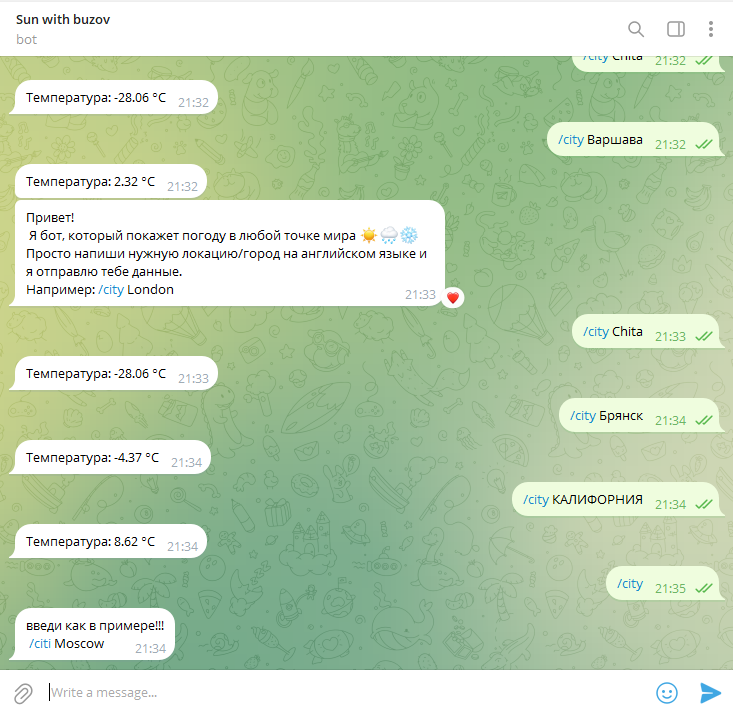 Sun with buzov
bot
/city Chita 21:32
Температура: -28.06 °C 21:32
/city Варшава 21:32
Температура: 2.32 °C 21:32
Привет!
Я бот, который покажет погоду в любой точке мира ☀️🌨️❄️
Просто напиши нужную локацию/город на английском языке и
я отправлю тебе данные.
Например: /city London 21:33
/city Chita 21:33
Температура: -28.06 °C 21:33
/city Брянск 21:34
Температура: -4.37 °C 21:34
/city КАЛИФОРНИЯ 21:34
Температура: 8.62 °C 21:34
/city 21:35
введи как в примере!!!
/citi Moscow 21:34
Write a message...